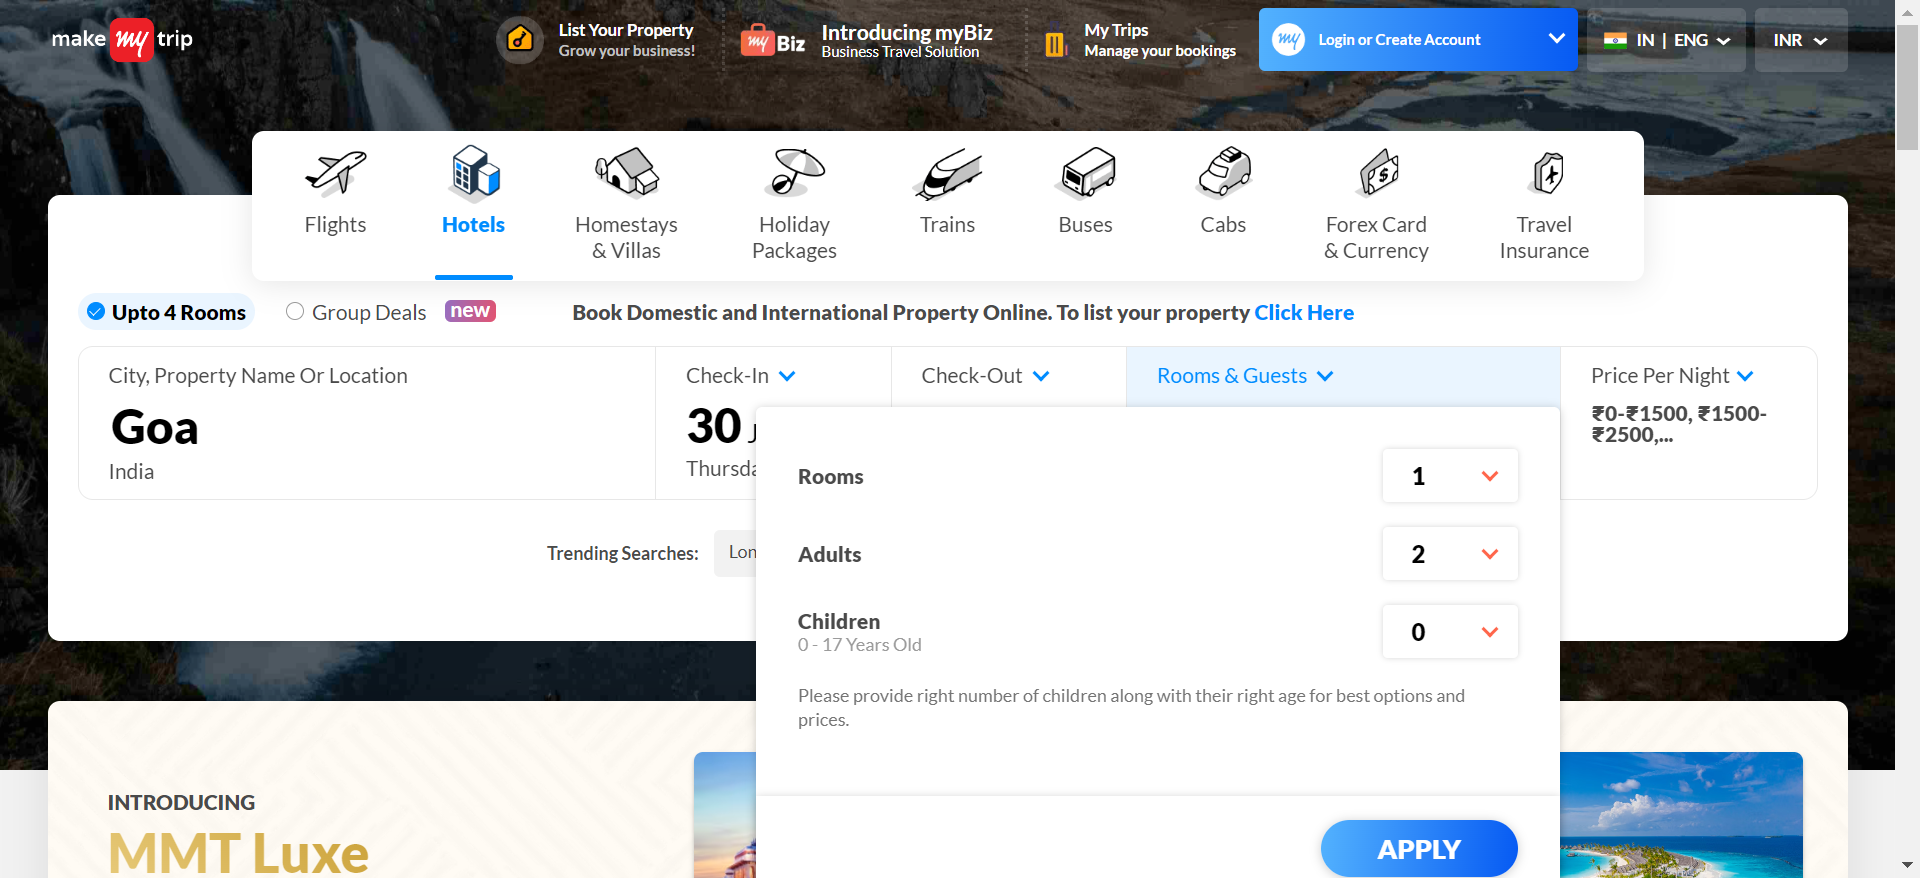 make my trip
List Your Property
Grow your business!
my Biz
Introducing myBiz
Business Travel Solution
My Trips
Manage your bookings
my
Login or Create Account
IN | ENG
INR
Flights
Hotels
Homestays
& Villas
Holiday
Packages
Trains
Buses
Cabs
Forex Card
& Currency
Travel
Insurance
Upto 4 Rooms
Group Deals
new
Book Domestic and International Property Online. To list your property Click Here
City, Property Name Or Location
Goa
India
Check-In
30
Check-Out
Rooms & Guests
Price Per Night
₹0-₹1500, ₹1500-
₹2500,...
Rooms
1
Adults
2
Children
0 - 17 Years Old
0
Please provide right number of children along with their right age for best options and
prices.
APPLY
Trending Searches:
INTRODUCING
MMT Luxe